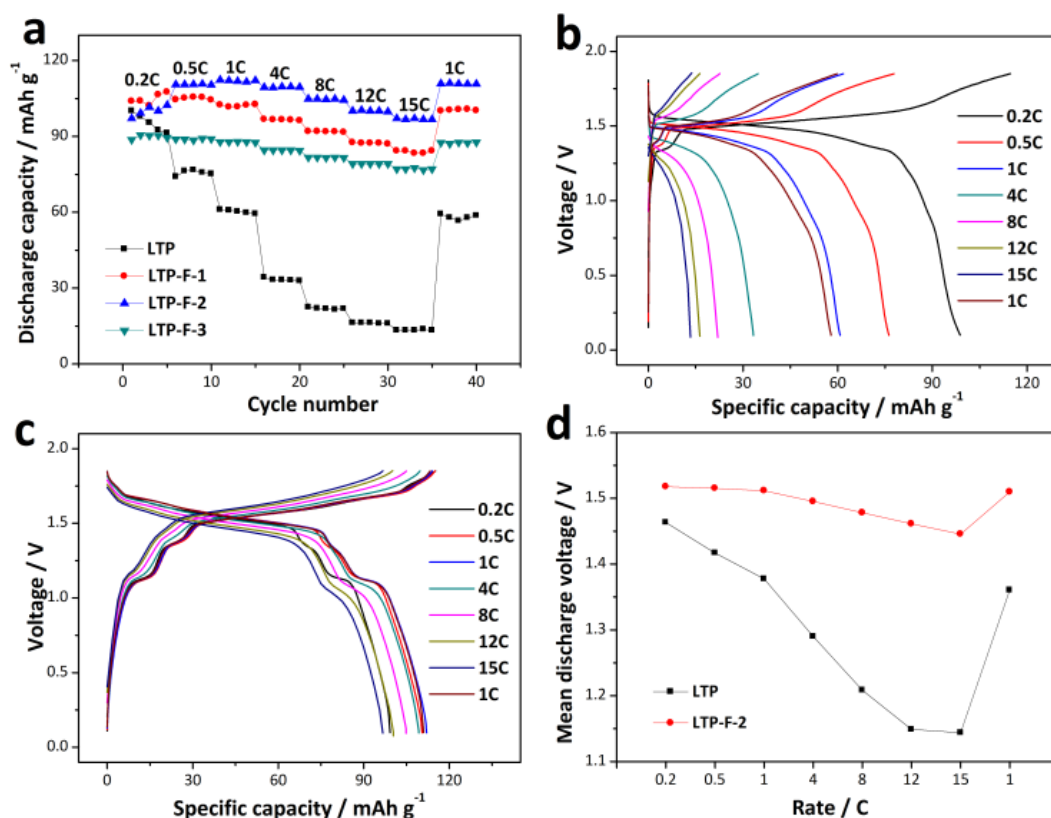 a
Dischaarge capacity / mAh g-1
120
90
60
30
0
0.2C 0.5C 1C 4C 8C 12C 15C 1C
LTP
LTP-F-1
LTP-F-2
LTP-F-3
0 10 20 30 40
Cycle number
b
Voltage / V
2.0
1.5
1.0
0.5
0.0
0.2C
0.5C
1C
4C
8C
12C
15C
1C
0 30 60 90 120
Specific capacity / mAh g-1
c
Voltage / V
2.0
1.5
1.0
0.5
0.0
0.2C
0.5C
1C
4C
8C
12C
15C
1C
0 30 60 90 120
Specific capacity / mAh g-1
d
Mean discharge voltage / V
1.6
1.5
1.4
1.3
1.2
1.1
LTP
LTP-F-2
0.2 0.5 1 4 8 12 15 1
Rate / C